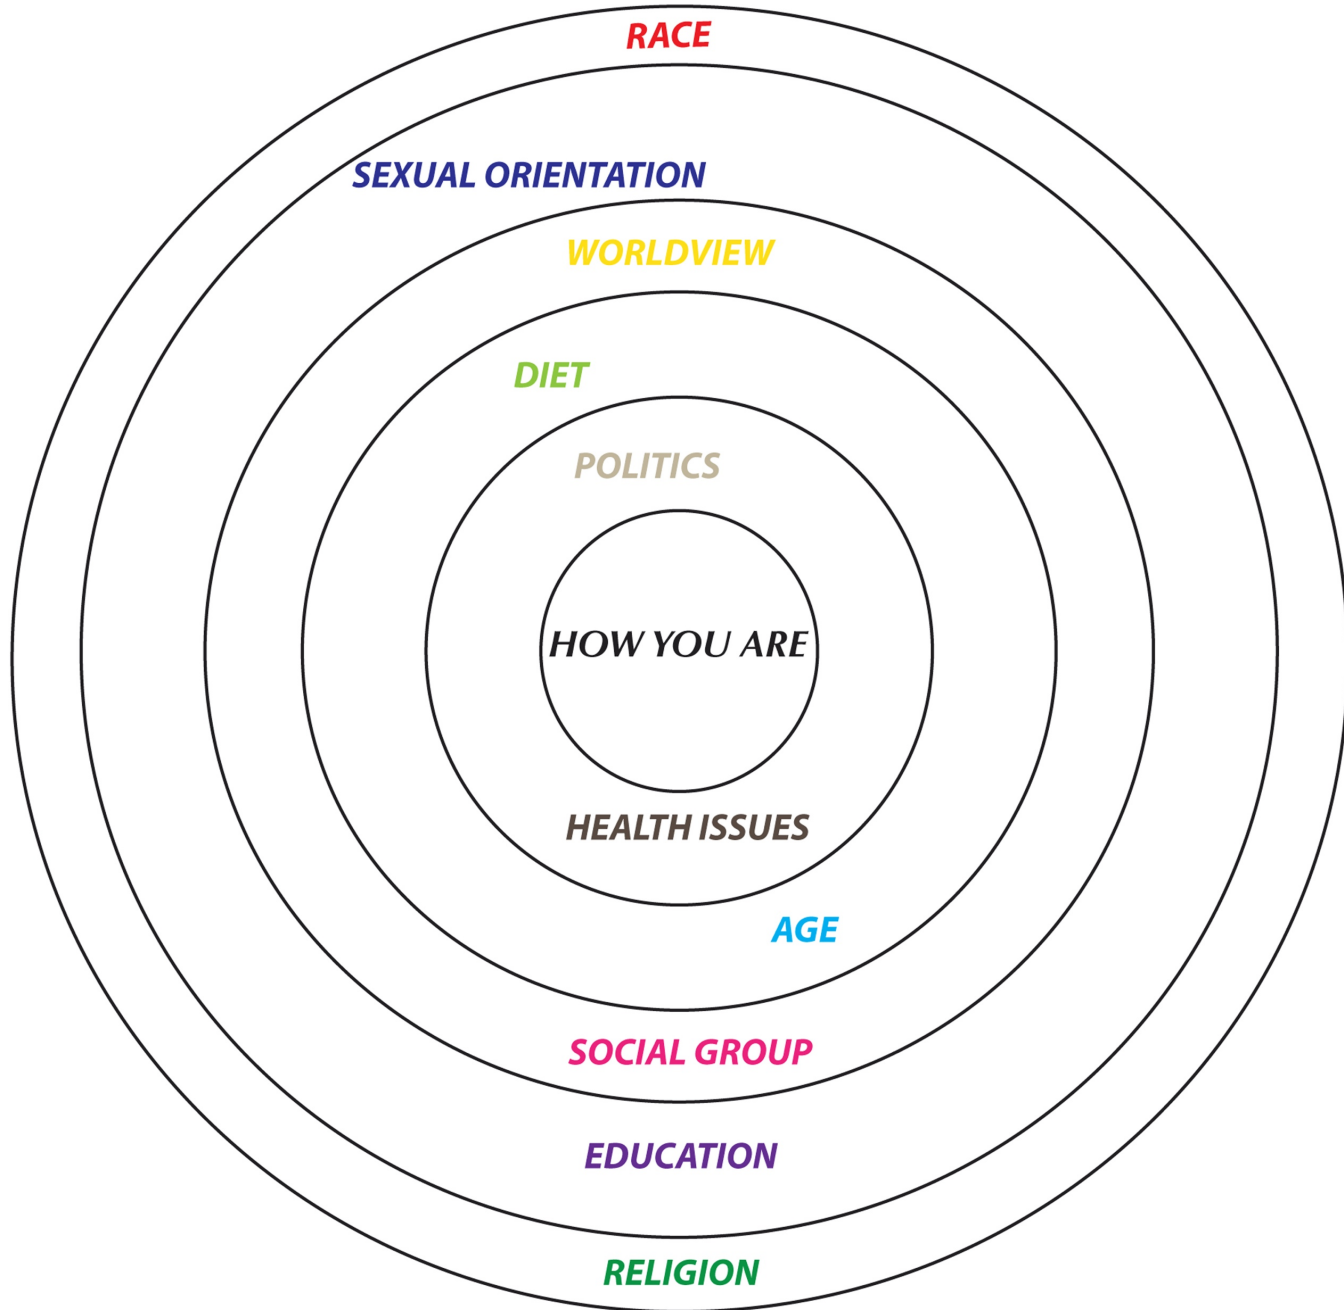 RACE
SEXUAL ORIENTATION
WORLDVIEW
DIET
POLITICS
HOW YOU ARE
HEALTH ISSUES
AGE
SOCIAL GROUP
EDUCATION
RELIGION